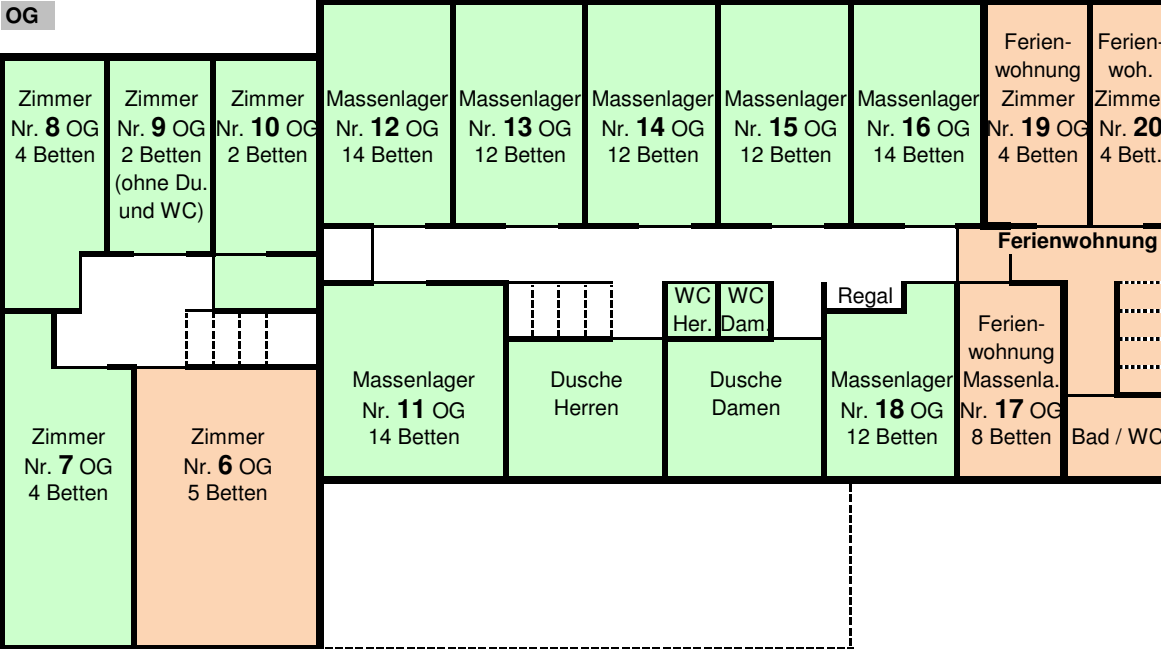 OG
Zimmer
Nr. 8 OG
4 Betten
Zimmer
Nr. 9 OG
2 Betten
(ohne Du.
und WC)
Zimmer
Nr. 10 OG
2 Betten
Massenlager
Nr. 12 OG
14 Betten
Massenlager
Nr. 13 OG
12 Betten
Massenlager
Nr. 14 OG
12 Betten
Massenlager
Nr. 15 OG
12 Betten
Massenlager
Nr. 16 OG
14 Betten
Ferien-
wohnung
Zimmer
Nr. 19 OG
4 Betten
Ferien-
woh.
Zimme
Nr. 20
4 Bett.
Ferienwohnung
Zimmer
Nr. 7 OG
4 Betten
Zimmer
Nr. 6 OG
5 Betten
Massenlager
Nr. 11 OG
14 Betten
Dusche
Herren
WC
Her.
WC
Dam.
Dusche
Damen
Regal
Massenlager
Nr. 18 OG
12 Betten
Ferien-
wohnung
Massenla.
Nr. 17 OG
8 Betten
Bad / WC